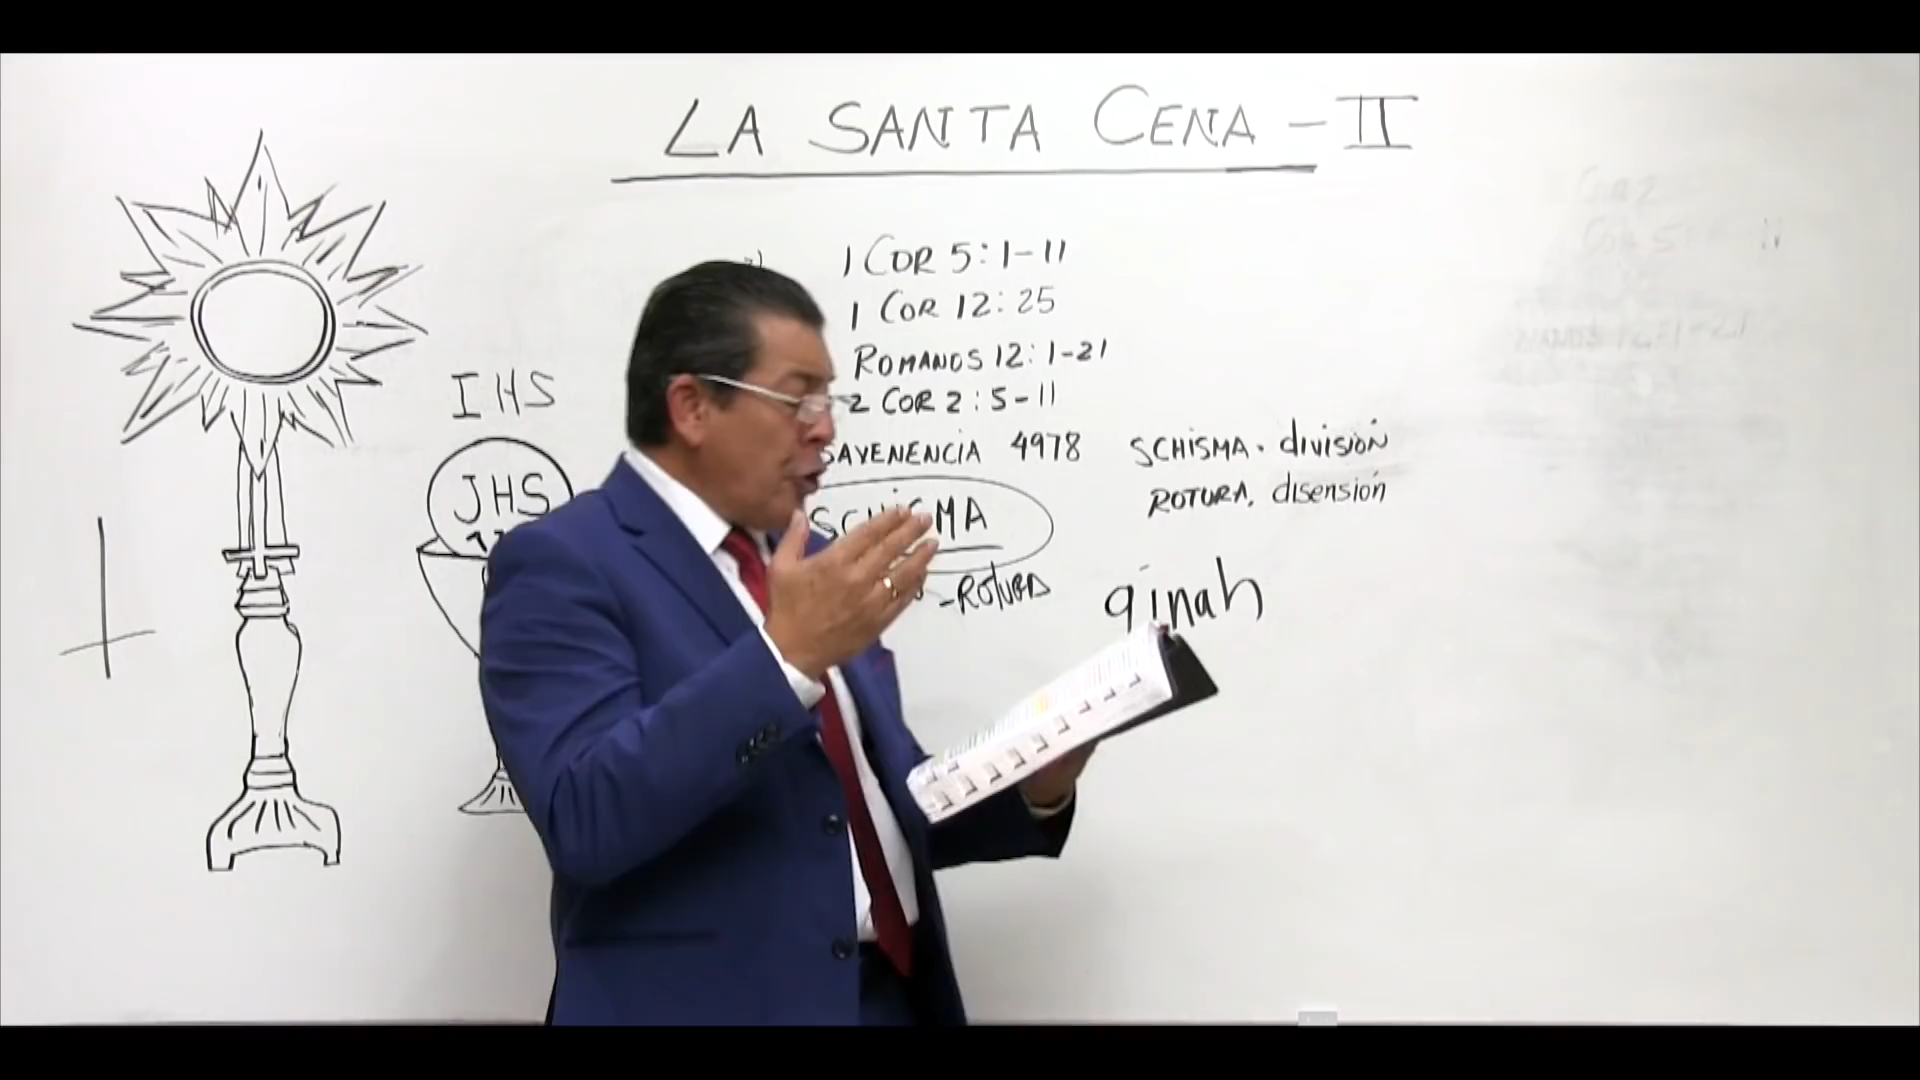 LA SANTA CENA - II
1 COR 5:1-11
1 COR 12:25
ROMANOS 12:1-21
2 COR 2:5-11
SAVENENCIA 4978 SCHISMA. división
ROTURA, disensión
SCHiSMA
-ROTURA
qinah
IHS
JHS